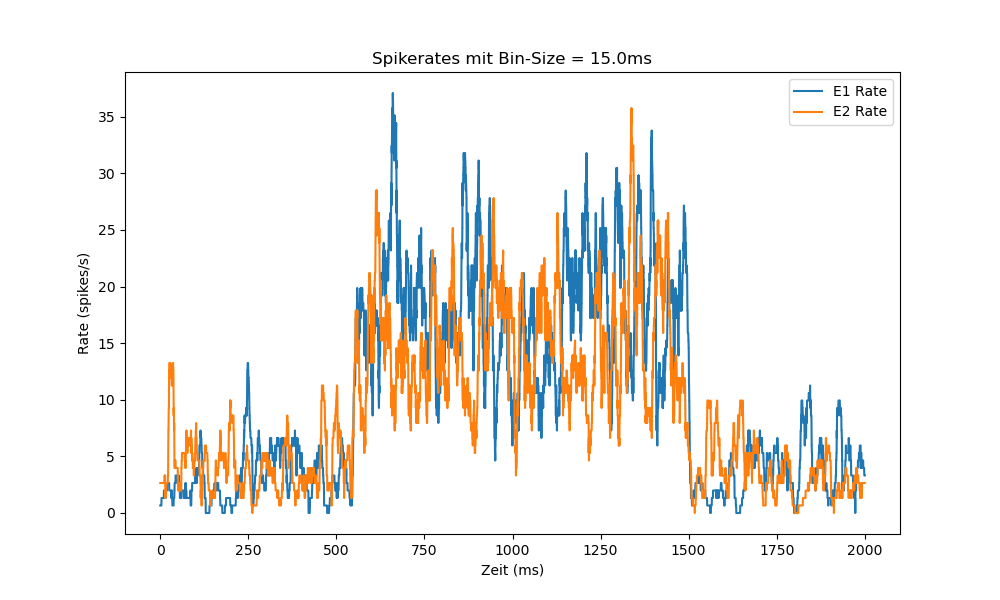 Spikerates mit Bin-Size = 15.0ms
E1 Rate
E2 Rate
Rate (spikes/s)
35
30
25
20
15
10
5
0
0 250 500 750 1000 1250 1500 1750 2000
Zeit (ms)